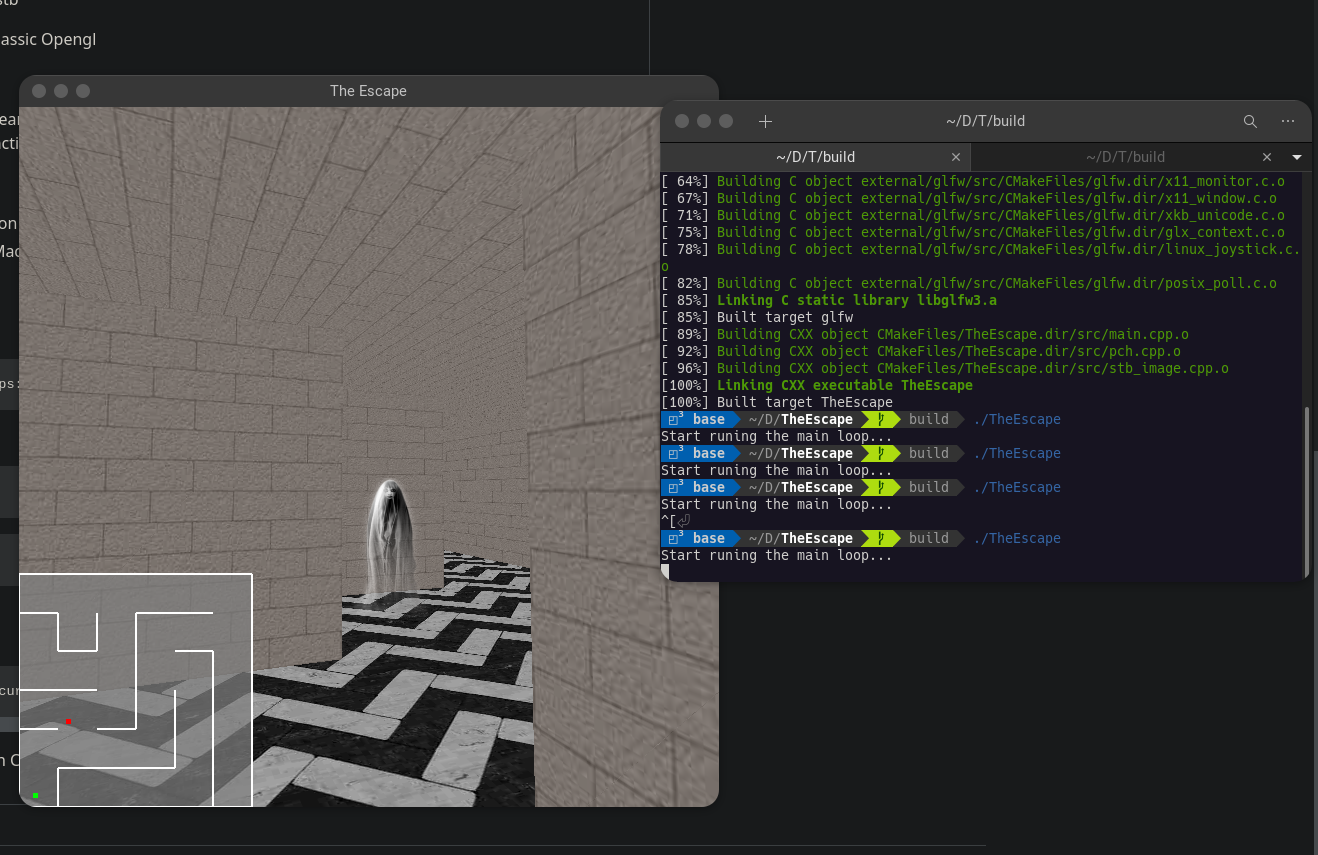 stb
assic Opengl
The Escape
ear
acti
on
Mac
ps:
cur
n C
~/D/T/build
~/D/T/build
~/D/T/build
[ 64%] Building C object external/glfw/src/CMakeFiles/glfw.dir/x11_monitor.c.o
[ 67%] Building C object external/glfw/src/CMakeFiles/glfw.dir/x11_window.c.o
[ 71%] Building C object external/glfw/src/CMakeFiles/glfw.dir/xkb_unicode.c.o
[ 75%] Building C object external/glfw/src/CMakeFiles/glfw.dir/glx_context.c.o
[ 78%] Building C object external/glfw/src/CMakeFiles/glfw.dir/linux_joystick.c.
o
[ 82%] Building C object external/glfw/src/CMakeFiles/glfw.dir/posix_poll.c.o
[ 85%] Linking C static library libglfw3.a
[ 85%] Built target glfw
[ 89%] Building CXX object CMakeFiles/TheEscape.dir/src/main.cpp.o
[ 92%] Building CXX object CMakeFiles/TheEscape.dir/src/pch.cpp.o
[ 96%] Building CXX object CMakeFiles/TheEscape.dir/src/stb_image.cpp.o
[100%] Linking CXX executable TheEscape
[100%] Built target TheEscape
3 base ~/D/TheEscape build ./TheEscape
Start runing the main loop...
3 base ~/D/TheEscape build ./TheEscape
Start runing the main loop...
3 base ~/D/TheEscape build ./TheEscape
Start runing the main loop...
^[⏎
3 base ~/D/TheEscape build ./TheEscape
Start runing the main loop...